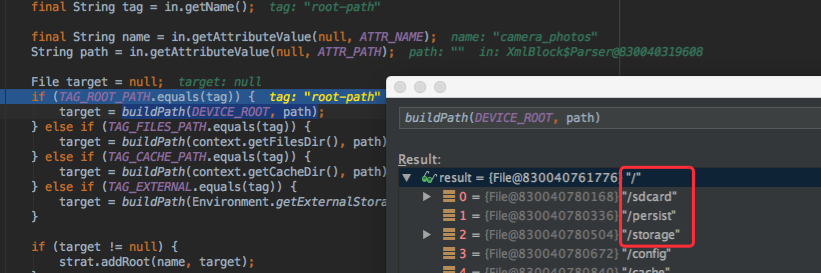 final String tag = in.getName();  tag: "root-path"
final String name = in.getAttributeValue(null, ATTR_NAME);  name: "camera_photos"
String path = in.getAttributeValue(null, ATTR_PATH);  path: ""  in: XmlBlock$Parser@830040319608
File target = null;  target: null
if (TAG_ROOT_PATH.equals(tag)) {  tag: "root-path"
target = buildPath(DEVICE_ROOT, path);
} else if (TAG_FILES_PATH.equals(tag)) {
target = buildPath(context.getFilesDir(), path)
} else if (TAG_CACHE_PATH.equals(tag)) {
target = buildPath(context.getCacheDir(), path)
} else if (TAG_EXTERNAL.equals(tag)) {
target = buildPath(Environment.getExternalStora
}
if (target != null) {
strat.addRoot(name, target);
buildPath(DEVICE_ROOT, path)
Result:
result = {File@830040761776} "/"
0 = {File@830040780168} "/sdcard"
1 = {File@830040780336} "/persist"
2 = {File@830040780504} "/storage"
3 = {File@830040780672} "/config"
4 = {File@830040780840} "/cache"